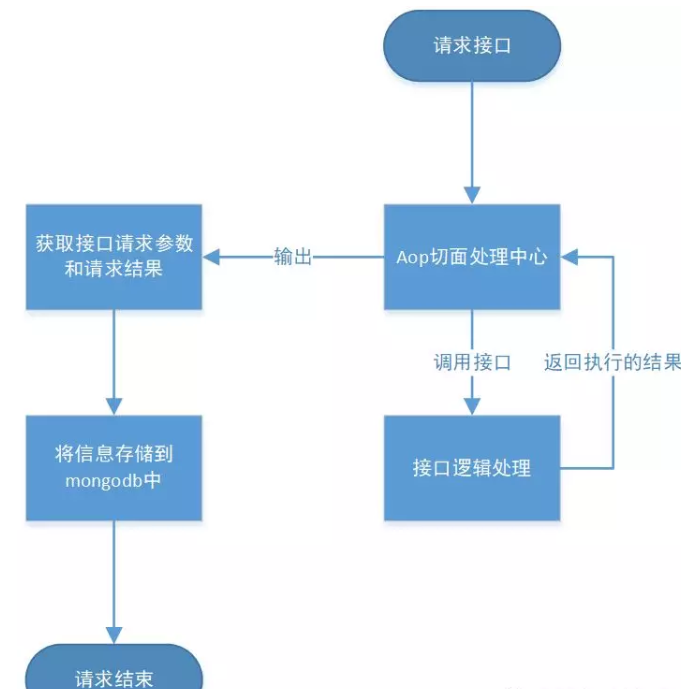 请求接口
获取接口请求参数
和请求结果
输出
Aop切面处理中心
调用接口
返回执行的结果
将信息存储到
mongodb中
接口逻辑处理
请求结束